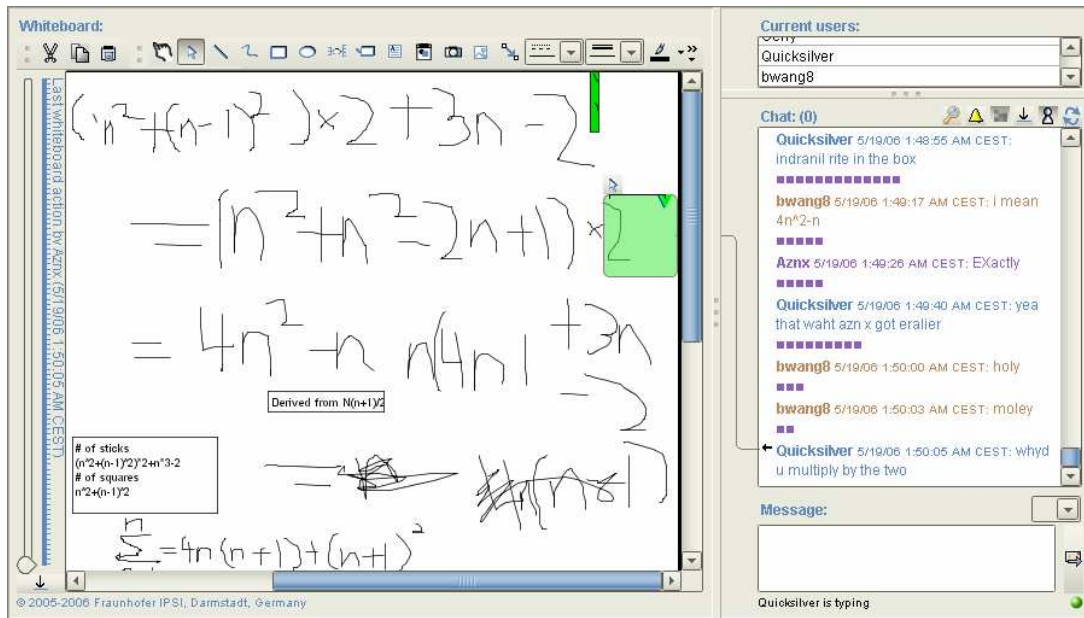 Whiteboard:
Last whiteboard action by Aznx (5/19/06 1:50:05 AM CEST)
(n²+(n-1)²)×2+3n-2
=(n²+n²-2n+1)×2
=4n²-n n(4n1 +3n
-2
Derived from N(n+1)/2
# of sticks
(n^2+(n-1)^2)*2+n*3-2
# of squares
n^2+(n-1)^2
=
(n-1)
n
Σ=4n(n+1)+(n+1)²
© 2005-2006 Fraunhofer IPSI, Darmstadt, Germany
Current users:
Quicksilver
bwang8
Chat: (0)
Quicksilver 5/19/06 1:48:55 AM CEST:
indranil rite in the box
bwang8 5/19/06 1:49:17 AM CEST: i mean
4n^2-n
Aznx 5/19/06 1:49:26 AM CEST: EXactly
Quicksilver 5/19/06 1:49:40 AM CEST: yea
that waht azn x got eralier
bwang8 5/19/06 1:50:00 AM CEST: holy
bwang8 5/19/06 1:50:03 AM CEST: moley
Quicksilver 5/19/06 1:50:05 AM CEST: whyd
u multiply by the two
Message:
Quicksilver is typing